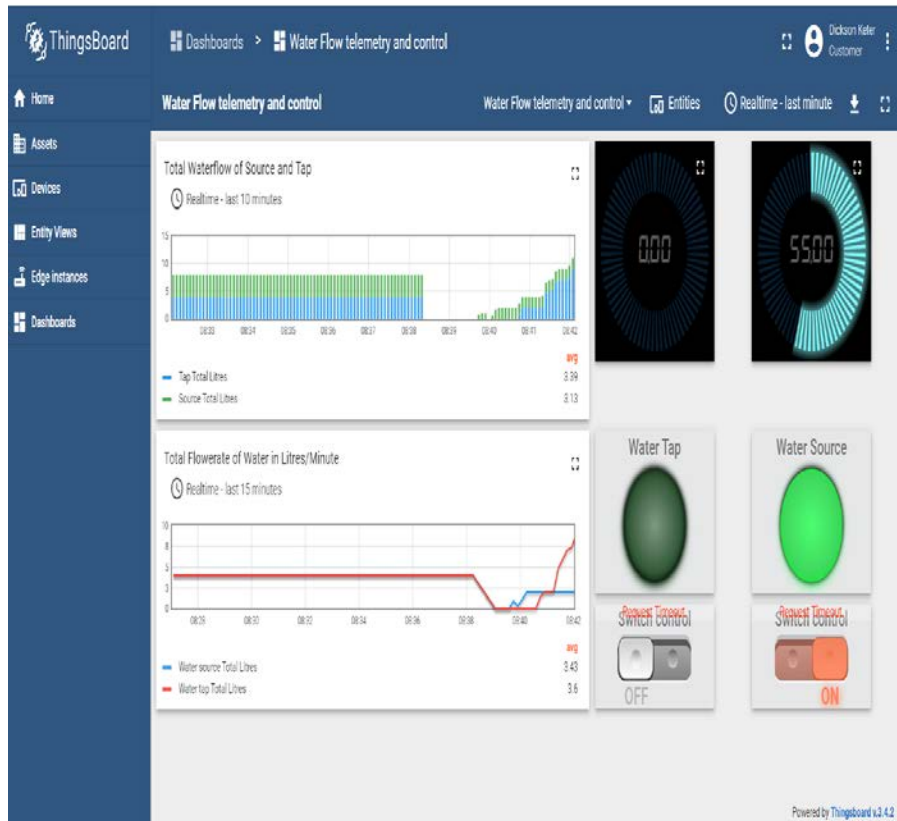 ThingsBoard
Dashboards > Water Flow telemetry and control
Dickson Keter
Customer
Home
Assets
Devices
Entity Views
Edge instances
Dashboards
Water Flow telemetry and control
Water Flow telemetry and control
Entities
Realtime - last minute
Total Waterflow of Source and Tap
Realtime - last 10 minutes
15
10
5
0
08:33 08:34 08:35 08:36 08:37 08:38 08:39 08:40 08:41 08:42
avg
Tap Total Litres 3.39
Source Total Litres 3.13
0.00
55.00
Total Flowerate of Water in Litres/Minute
Realtime - last 15 minutes
10
8
5
3
0
08:28 08:30 08:32 08:34 08:36 08:38 08:40 08:42
avg
Water source Total Litres 3.43
Water tap Total Litres 3.6
Water Tap
Request Timeout
Switch control
OFF
Water Source
Request Timeout
Switch control
ON
Powered by Thingsboard v.3.4.2